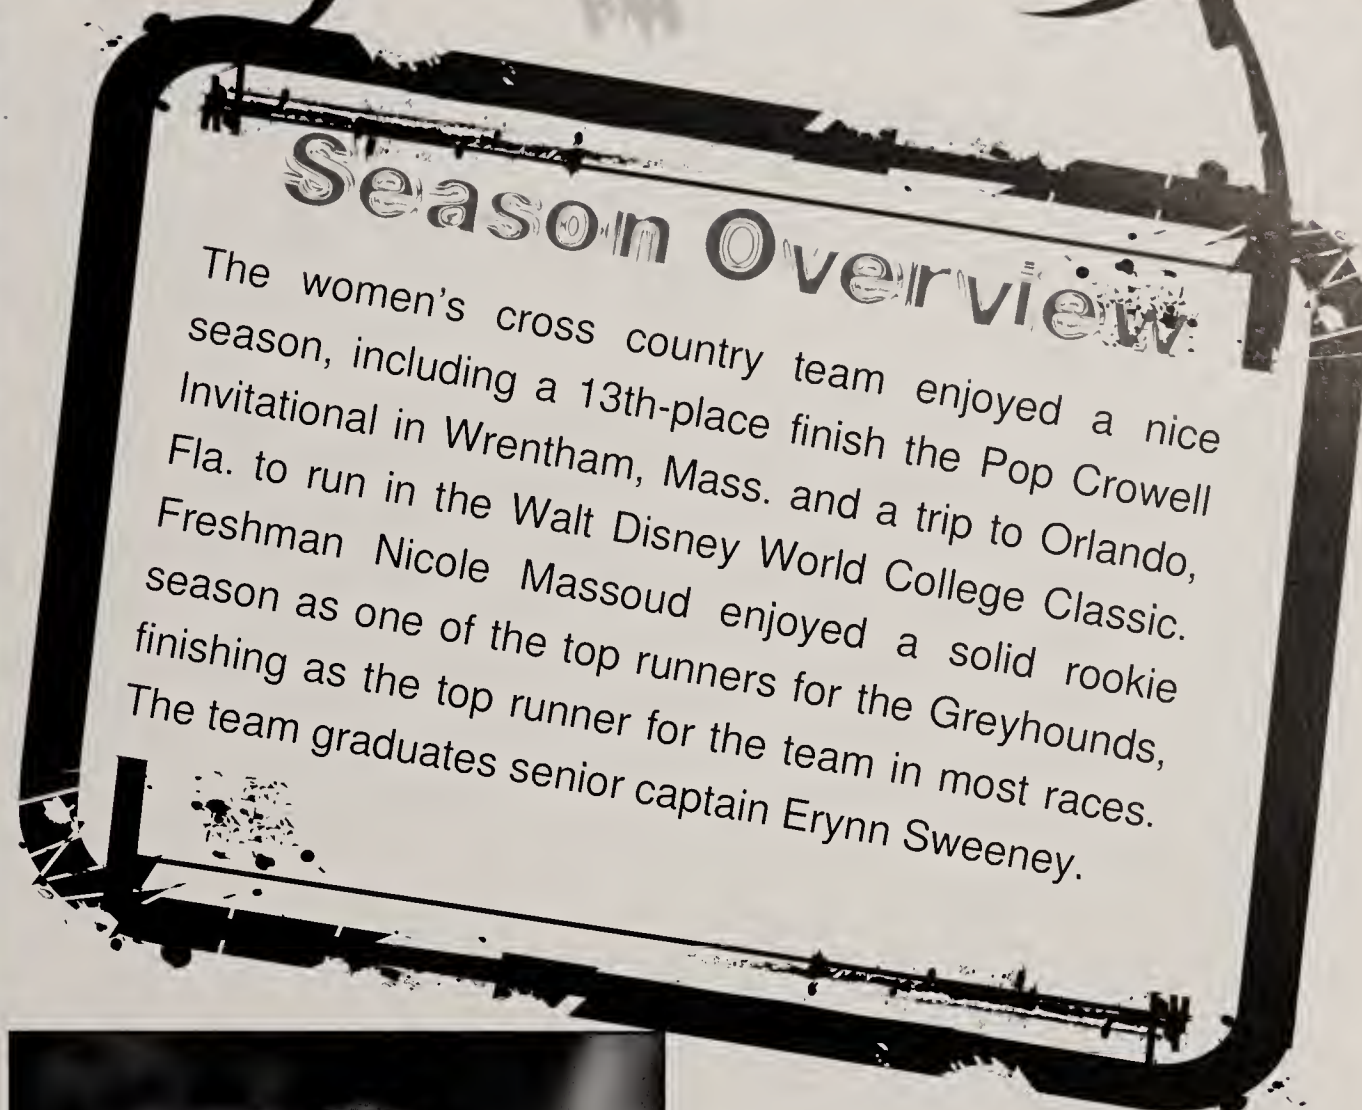 Season Overview
The women's cross country team enjoyed a nice
season, including a 13th-place finish the Pop Crowell
Invitational in Wrentham, Mass. and a trip to Orlando,
Fla. to run in the Walt Disney World College Classic.
Freshman Nicole Massoud enjoyed a solid rookie
season as one of the top runners for the Greyhounds,
finishing as the top runner for the team in most races.
The team graduates senior captain Erynn Sweeney.